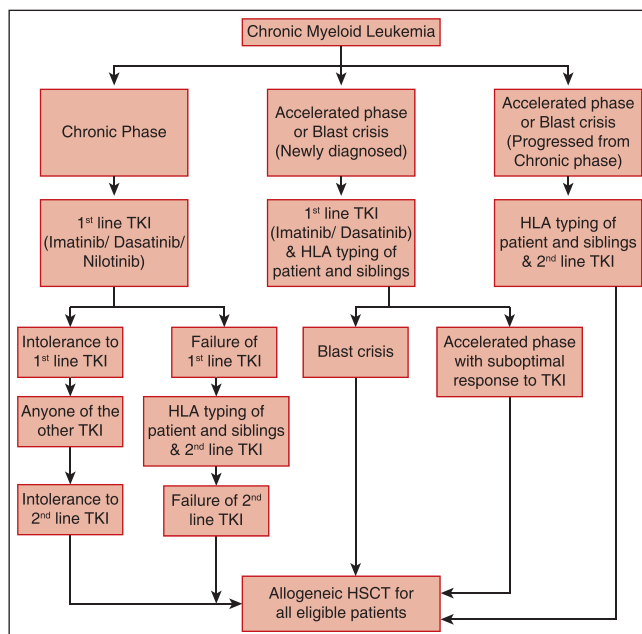 Chronic Myeloid Leukemia
Chronic Phase
Accelerated phase
or Blast crisis
(Newly diagnosed)
Accelerated phase
or Blast crisis
(Progressed from
Chronic phase)
1st line TKI
(Imatinib/ Dasatinib/
Nilotinib)
1st line TKI
(Imatinib/ Dasatinib)
& HLA typing of
patient and siblings
HLA typing of
patient and siblings
& 2nd line TKI
Intolerance to
1st line TKI
Failure of
1st line TKI
Blast crisis
Accelerated phase
with suboptimal
response to TKI
Anyone of the
other TKI
HLA typing of
patient and siblings
& 2nd line TKI
Intolerance to
2nd line TKI
Failure of 2nd
line TKI
Allogeneic HSCT for
all eligible patients